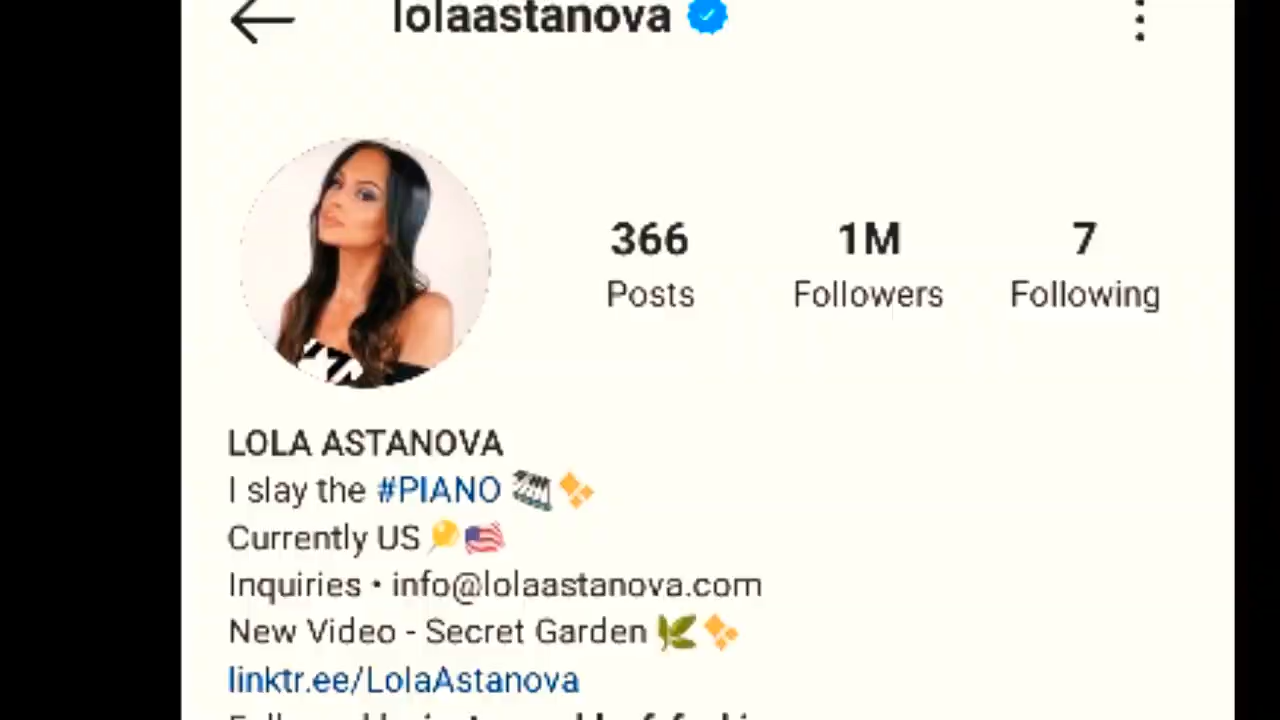 lolaastanova
366 1M 7
Posts Followers Following
LOLA ASTANOVA
I slay the #PIANO 🎹✨
Currently US 📍🇺🇸
Inquiries • info@lolaastanova.com
New Video - Secret Garden 🌿✨
linktr.ee/LolaAstanova